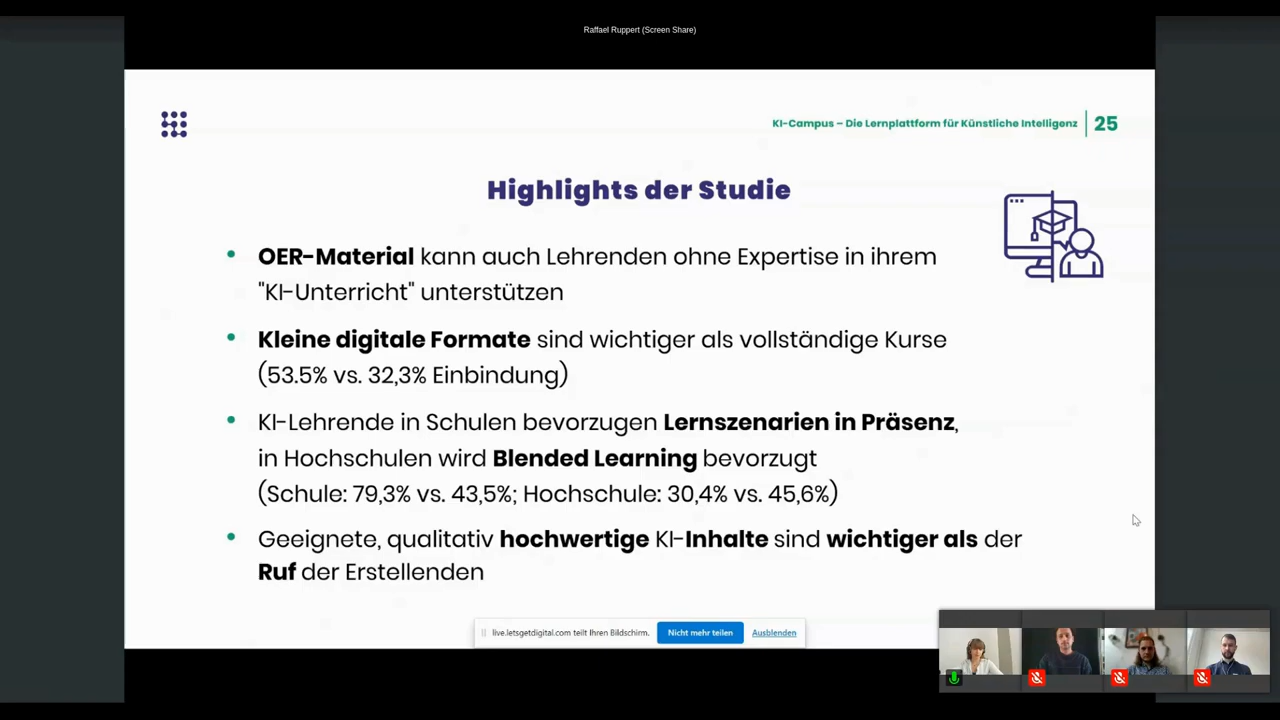 Raffael Ruppert (Screen Share)
KI-Campus – Die Lernplattform für Künstliche Intelligenz
25
Highlights der Studie
• OER-Material kann auch Lehrenden ohne Expertise in ihrem
"KI-Unterricht" unterstützen
• Kleine digitale Formate sind wichtiger als vollständige Kurse
(53.5% vs. 32,3% Einbindung)
• KI-Lehrende in Schulen bevorzugen Lernszenarien in Präsenz,
in Hochschulen wird Blended Learning bevorzugt
(Schule: 79,3% vs. 43,5%; Hochschule: 30,4% vs. 45,6%)
• Geeignete, qualitativ hochwertige KI-Inhalte sind wichtiger als der
Ruf der Erstellenden
live.letsgetdigital.com teilt Ihren Bildschirm. Nicht mehr teilen Ausblenden